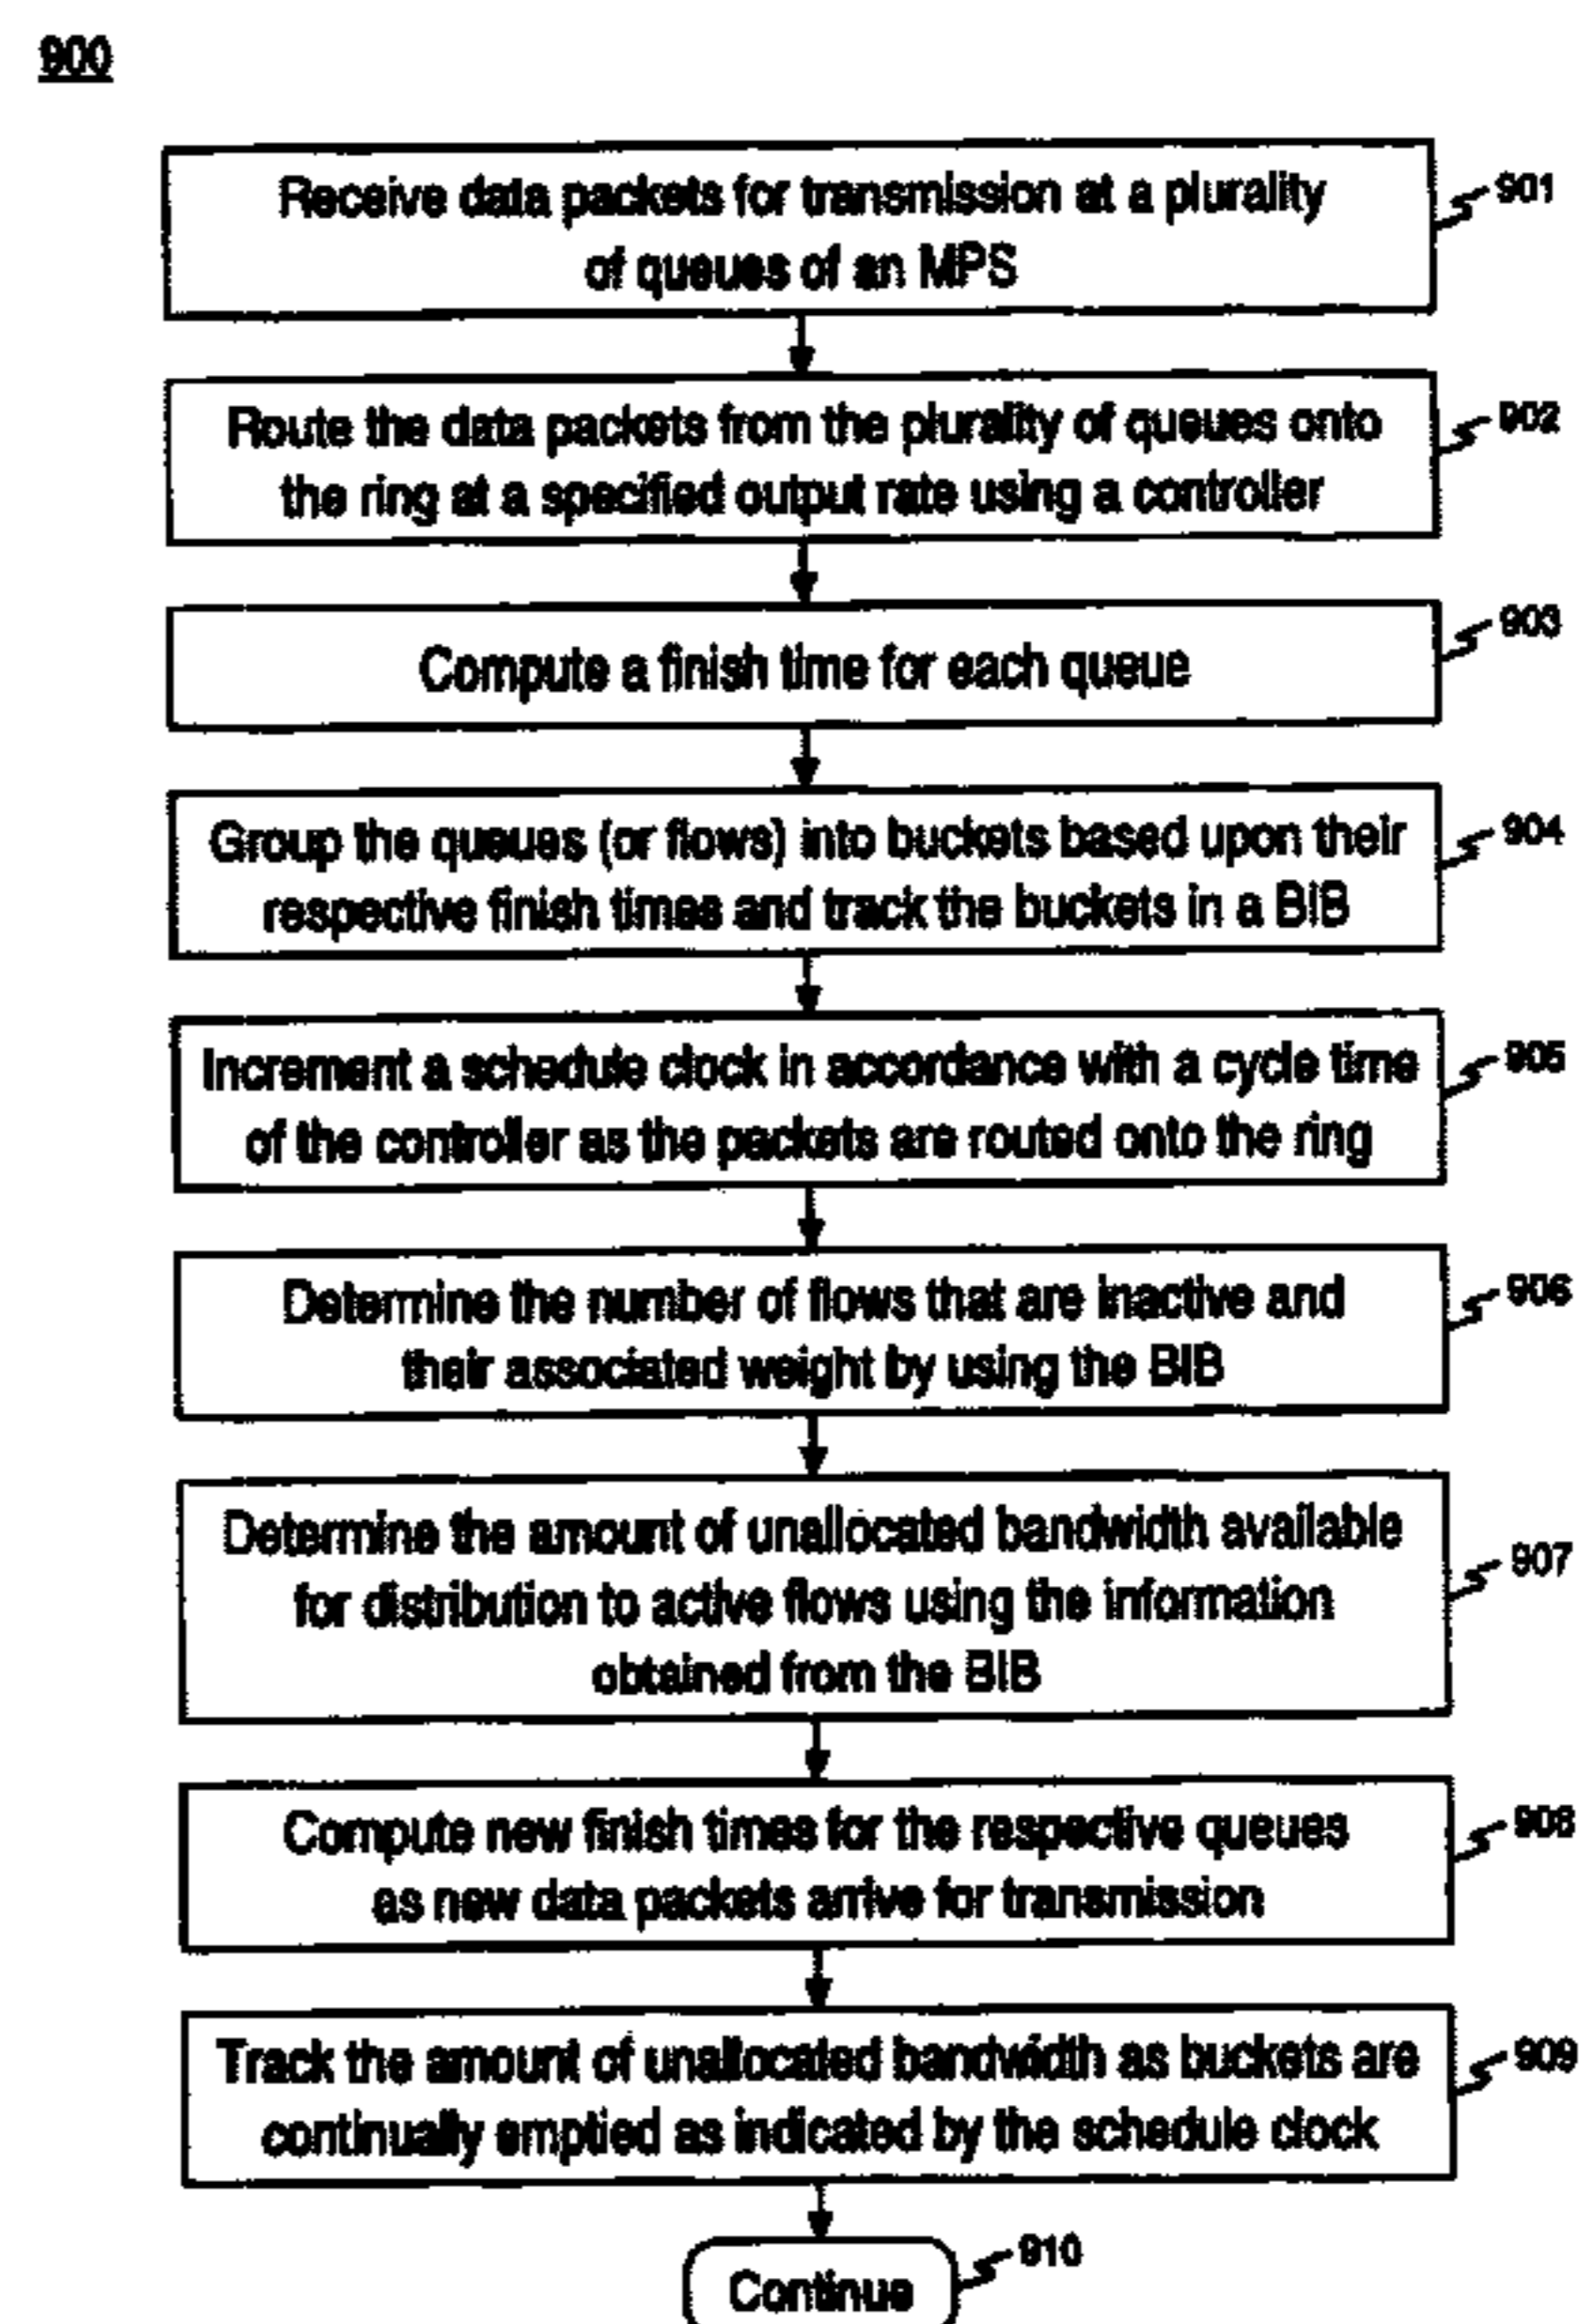 900
Receive data packets for transmission at a plurality
of queues of an MPS
901
Route the data packets from the plurality of queues onto
the ring at a specified output rate using a controller
902
Compute a finish time for each queue
903
Group the queues (or flows) into buckets based upon their
respective finish times and track the buckets in a BIB
904
Increment a schedule clock in accordance with a cycle time
of the controller as the packets are routed onto the ring
905
Determine the number of flows that are inactive and
their associated weight by using the BIB
906
Determine the amount of unallocated bandwidth available
for distribution to active flows using the information
obtained from the BIB
907
Compute new finish times for the respective queues
as new data packets arrive for transmission
908
Track the amount of unallocated bandwidth as buckets are
continually emptied as indicated by the schedule clock
909
Continue
910